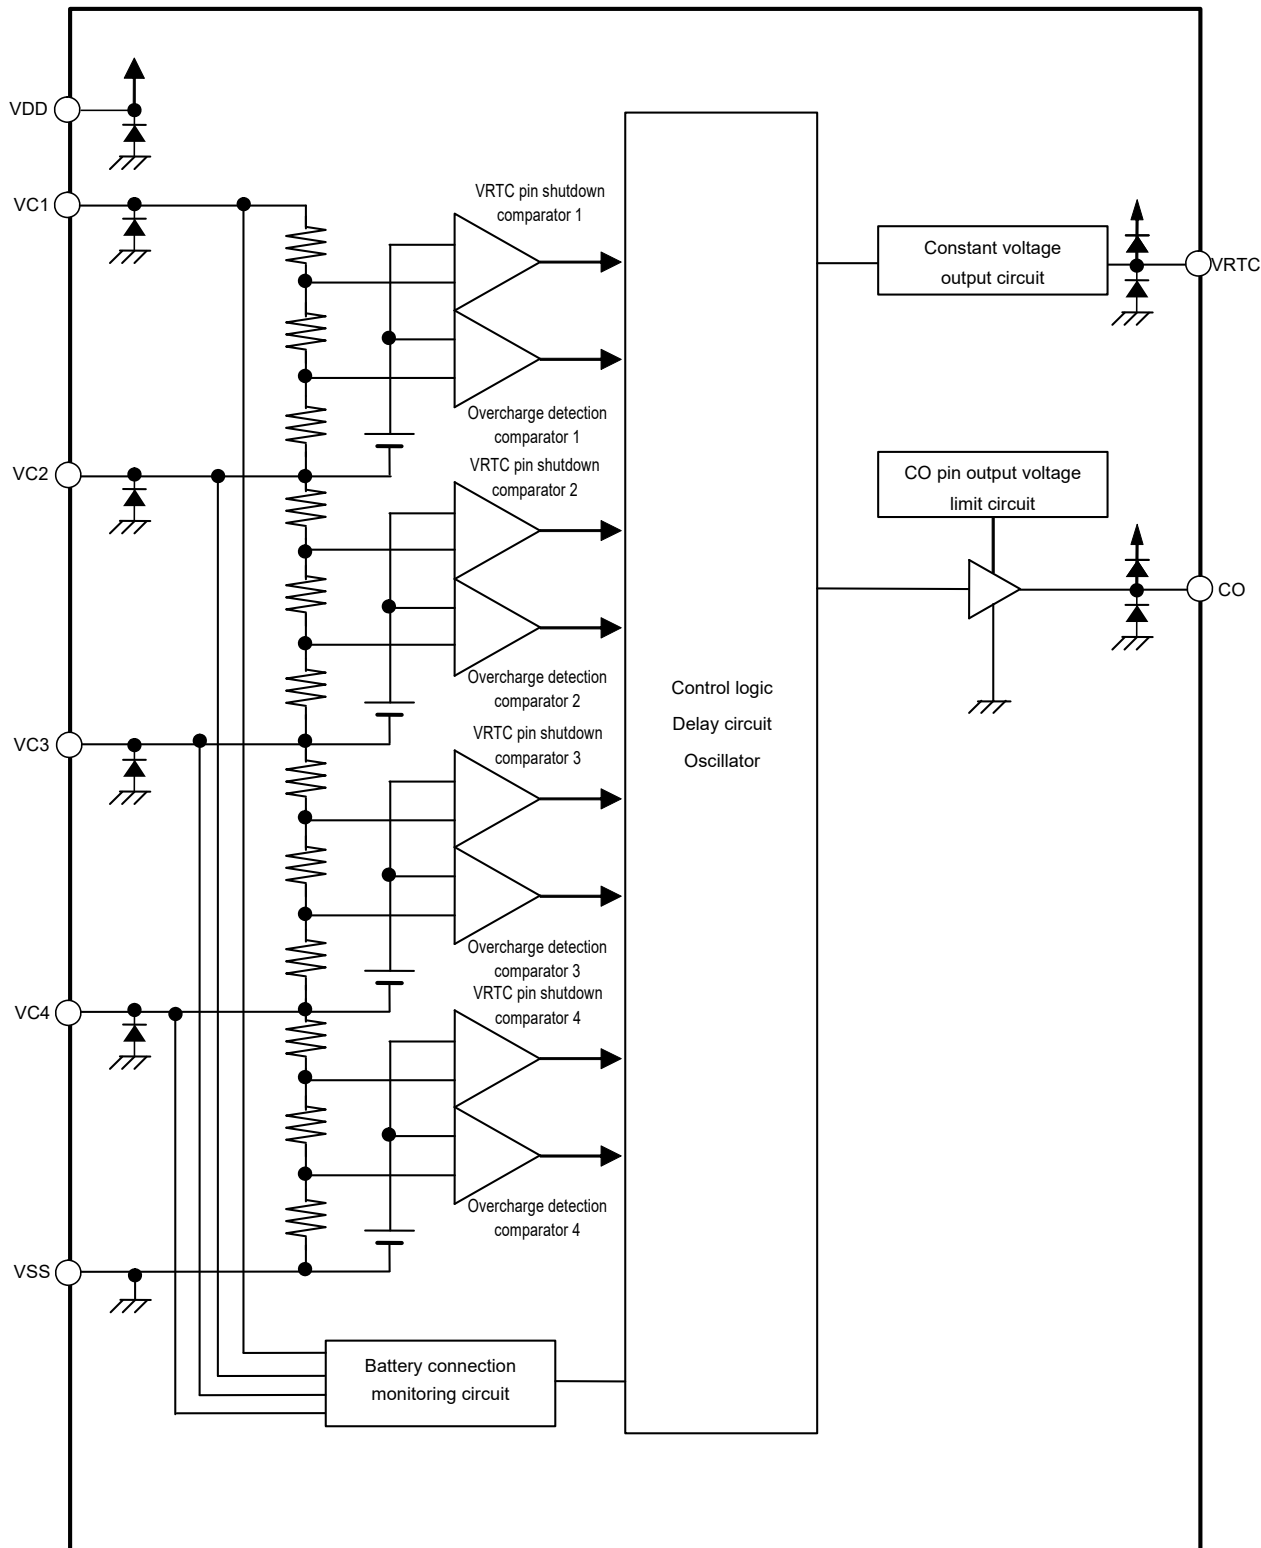 VDD
VC1
VRTC pin shutdown
comparator 1
Constant voltage
output circuit
VRTC
Overcharge detection
comparator 1
VC2
VRTC pin shutdown
comparator 2
CO pin output voltage
limit circuit
CO
Overcharge detection
comparator 2
Control logic
Delay circuit
Oscillator
VC3
VRTC pin shutdown
comparator 3
Overcharge detection
comparator 3
VC4
VRTC pin shutdown
comparator 4
Overcharge detection
comparator 4
VSS
Battery connection
monitoring circuit